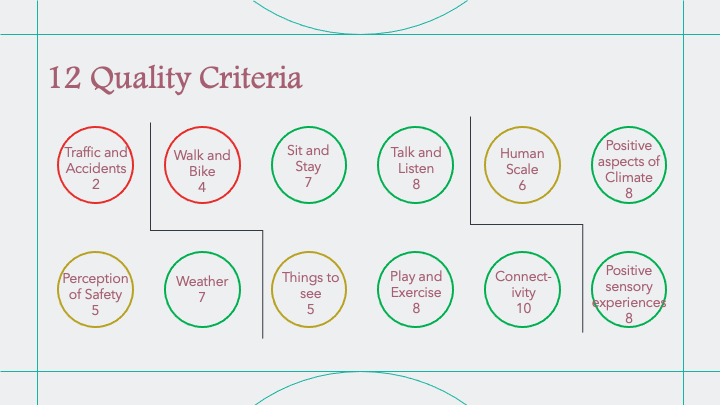 12 Quality Criteria
Traffic and
Accidents
2
Walk and
Bike
4
Sit and
Stay
7
Talk and
Listen
8
Human
Scale
6
Positive
aspects of
Climate
8
Perception
of Safety
5
Weather
7
Things to
see
5
Play and
Exercise
8
Connect-
ivity
10
Positive
sensory
experiences
8